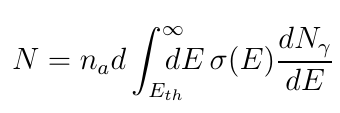 N = n_a d \int_{E_{th}}^{\infty} dE \, \sigma(E) \frac{dN_\gamma}{dE}